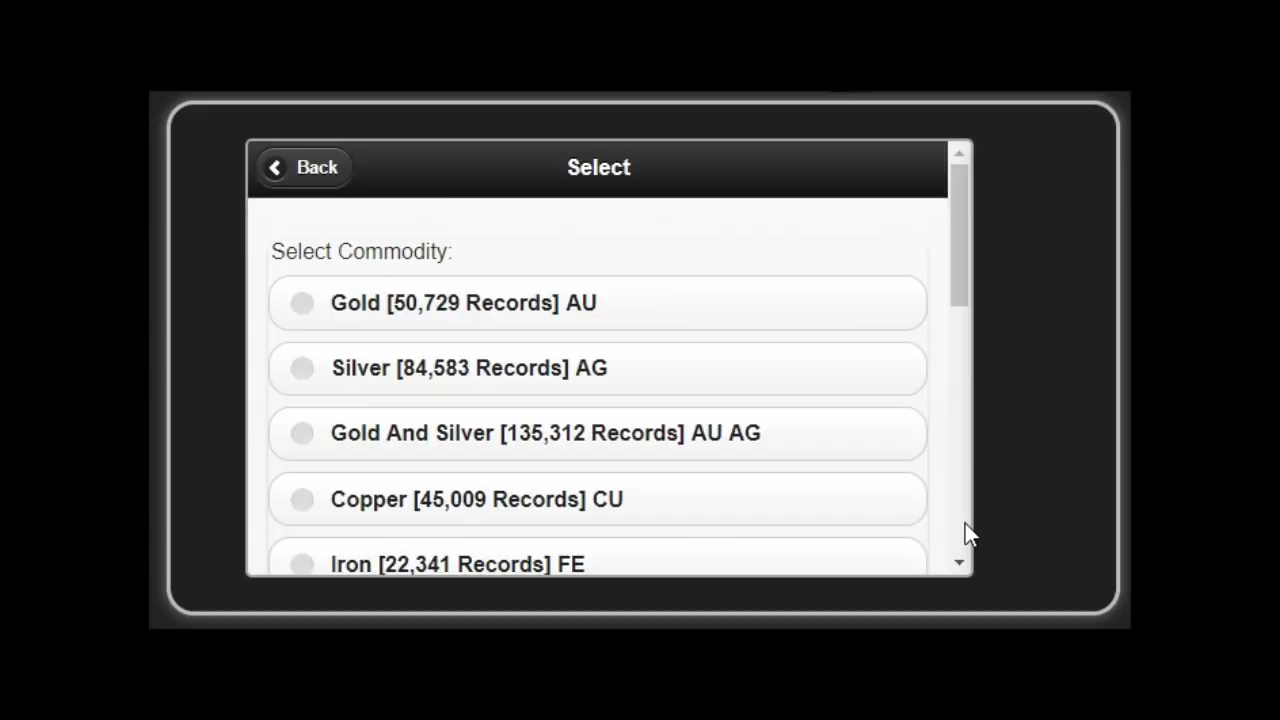 Back
Select
Select Commodity:
Gold [50,729 Records] AU
Silver [84,583 Records] AG
Gold And Silver [135,312 Records] AU AG
Copper [45,009 Records] CU
Iron [22,341 Records] FE